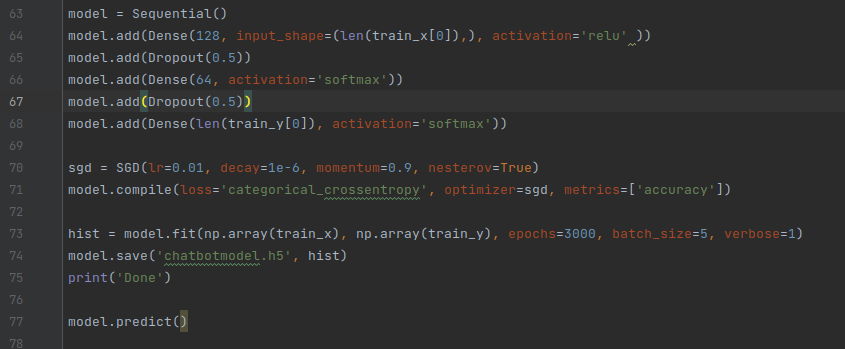 63 model = Sequential()
64 model.add(Dense(128, input_shape=(len(train_x[0]),), activation='relu' ))
65 model.add(Dropout(0.5))
66 model.add(Dense(64, activation='softmax'))
67 model.add(Dropout(0.5))
68 model.add(Dense(len(train_y[0]), activation='softmax'))
69
70 sgd = SGD(lr=0.01, decay=1e-6, momentum=0.9, nesterov=True)
71 model.compile(loss='categorical_crossentropy', optimizer=sgd, metrics=['accuracy'])
72
73 hist = model.fit(np.array(train_x), np.array(train_y), epochs=3000, batch_size=5, verbose=1)
74 model.save('chatbotmodel.h5', hist)
75 print('Done')
76
77 model.predict()
78